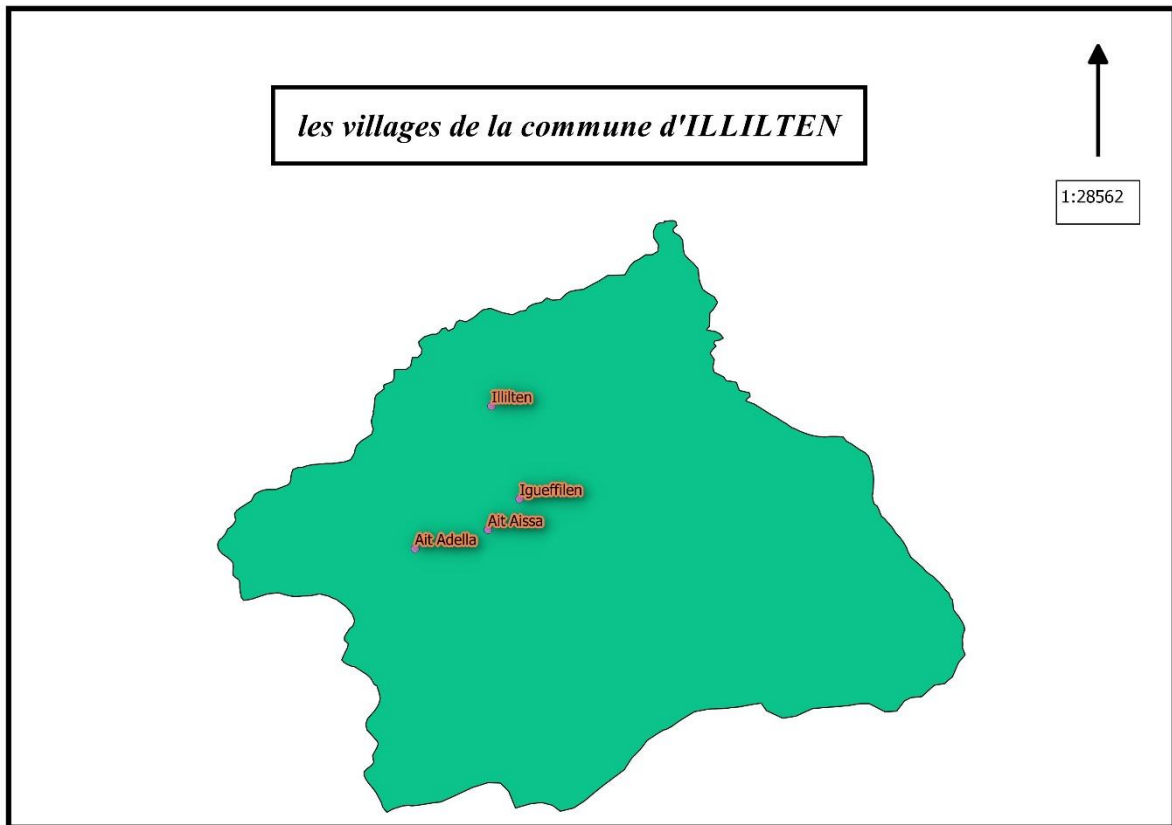 les villages de la commune d'ILLILTEN
1:28562
Illilten
Igueffilen
Ait Aissa
Ait Adella